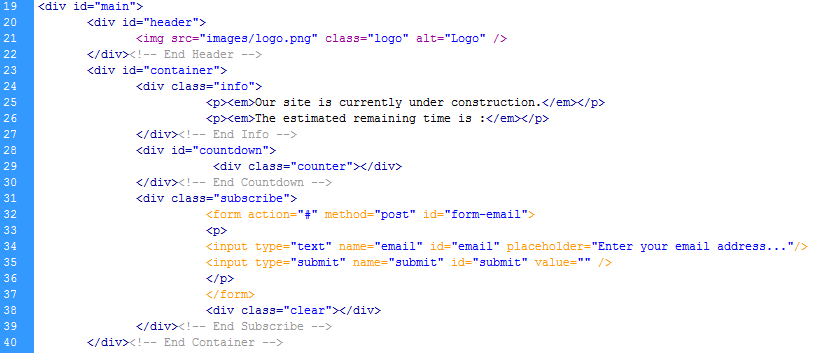 19 <div id="main">
20 <div id="header">
21 <img src="images/logo.png" class="logo" alt="Logo" />
22 </div><!-- End Header -->
23 <div id="container">
24 <div class="info">
25 <p><em>Our site is currently under construction.</em></p>
26 <p><em>The estimated remaining time is :</em></p>
27 </div><!-- End Info -->
28 <div id="countdown">
29 <div class="counter"></div>
30 </div><!-- End Countdown -->
31 <div class="subscribe">
32 <form action="#" method="post" id="form-email">
33 <p>
34 <input type="text" name="email" id="email" placeholder="Enter your email address..."/>
35 <input type="submit" name="submit" id="submit" value="" />
36 </p>
37 </form>
38 <div class="clear"></div>
39 </div><!-- End Subscribe -->
40 </div><!-- End Container -->